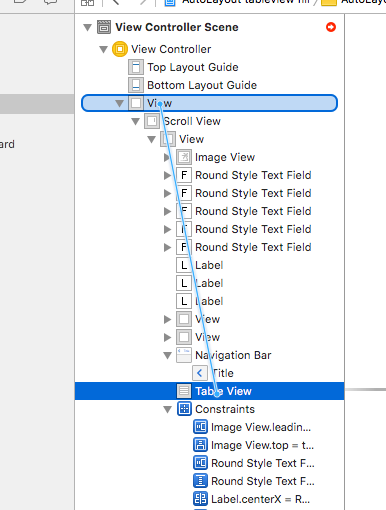 AutoLayout tableview fill
AutoLayout
View Controller Scene
View Controller
Top Layout Guide
Bottom Layout Guide
View
Scroll View
View
Image View
F Round Style Text Field
F Round Style Text Field
F Round Style Text Field
F Round Style Text Field
F Round Style Text Field
L Label
L Label
L Label
View
View
Navigation Bar
Title
Table View
Constraints
Image View.leadin...
Image View.top = t...
Round Style Text F...
Round Style Text F...
Label.centerX = R...
ard